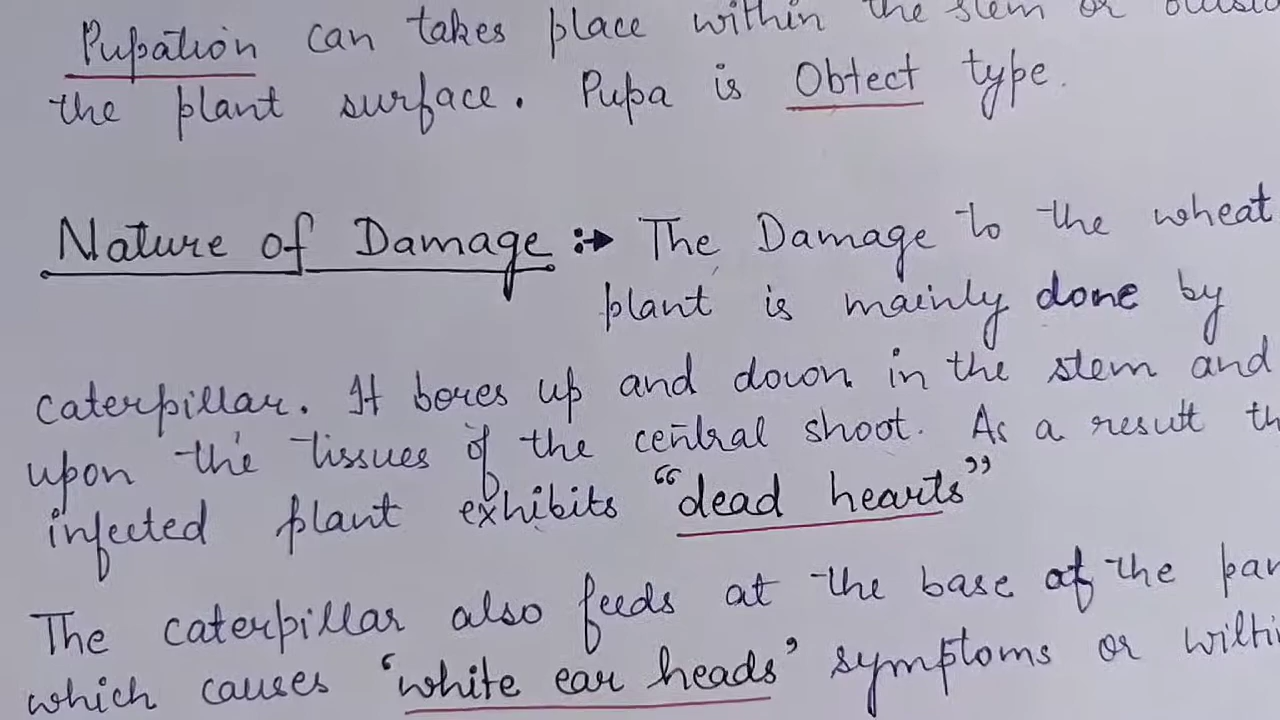 Pupation can takes place within the stem or
the plant surface. Pupa is Obtect type.
Nature of Damage :→ The Damage to the wheat
plant is mainly done by
caterpillar. It bores up and down in the stem and
upon the tissues of the central shoot. As a result
infected plant exhibits “dead hearts”
The caterpillar also feeds at the base of the
which causes ‘white ear heads’ symptoms or